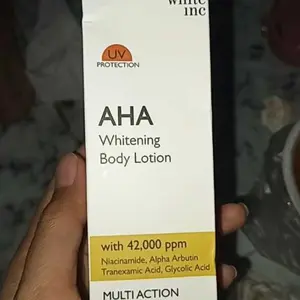 white
inc
UV
PROTECTION
AHA
Whitening
Body Lotion
with 42,000 ppm
Niacinamide, Alpha Arbutin
Tranexamic Acid, Glycolic Acid
MULTI ACTION